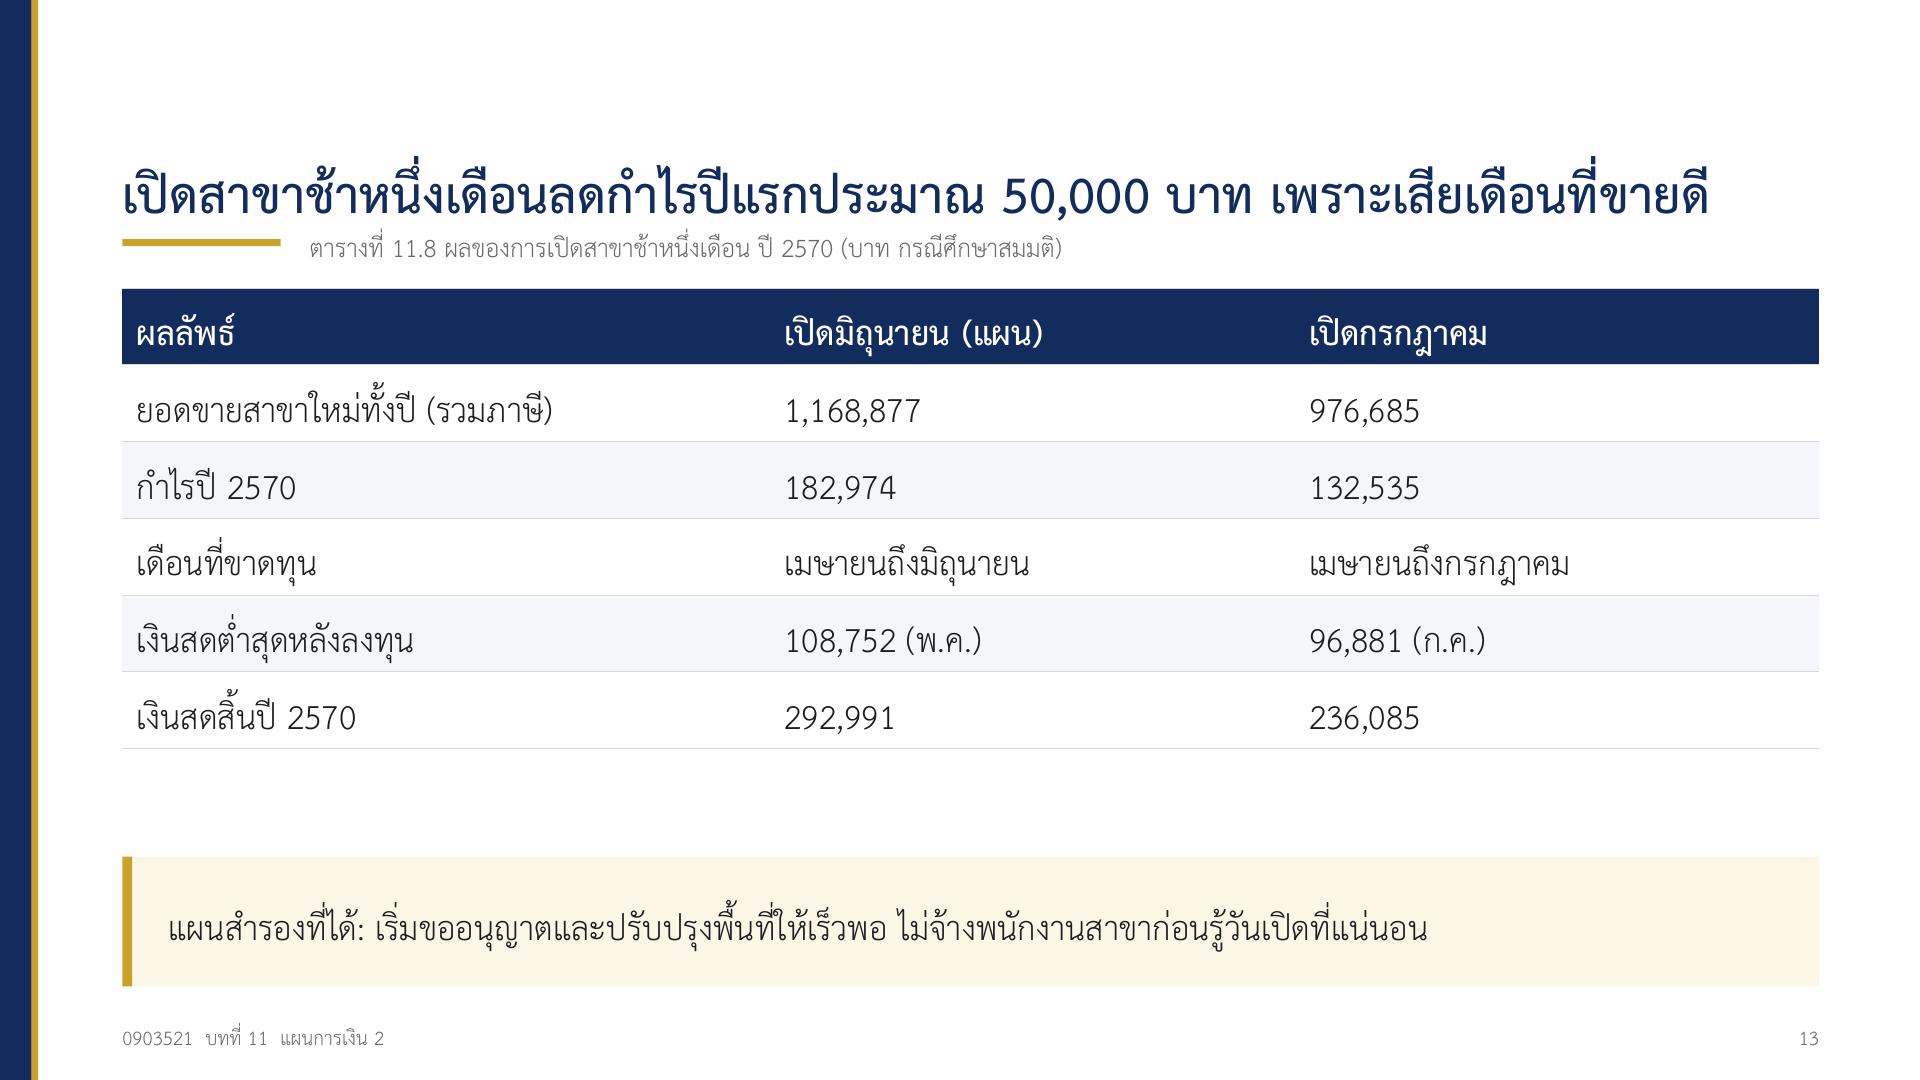 เปิดสาขาช้าหนึ่งเดือนลดกำไรปีแรกประมาณ 50,000 บาท เพราะเสียเดือนที่ขายดี
ตารางที่ 11.8 ผลของการเปิดสาขาช้าหนึ่งเดือน ปี 2570 (บาท กรณีศึกษาสมมติ)
ผลลัพธ์ เปิดมิถุนายน (แผน) เปิดกรกฎาคม
ยอดขายสาขาใหม่ทั้งปี (รวมภาษี) 1,168,877 976,685
กำไรปี 2570 182,974 132,535
เดือนที่ขาดทุน เมษายนถึงมิถุนายน เมษายนถึงกรกฎาคม
เงินสดต่ำสุดหลังลงทุน 108,752 (พ.ค.) 96,881 (ก.ค.)
เงินสดสิ้นปี 2570 292,991 236,085
แผนสำรองที่ได้: เริ่มขออนุญาตและปรับปรุงพื้นที่ให้เร็วพอ ไม่จ้างพนักงานสาขาก่อนรู้วันเปิดที่แน่นอน
0903521 บทที่ 11 แผนการเงิน 2 13